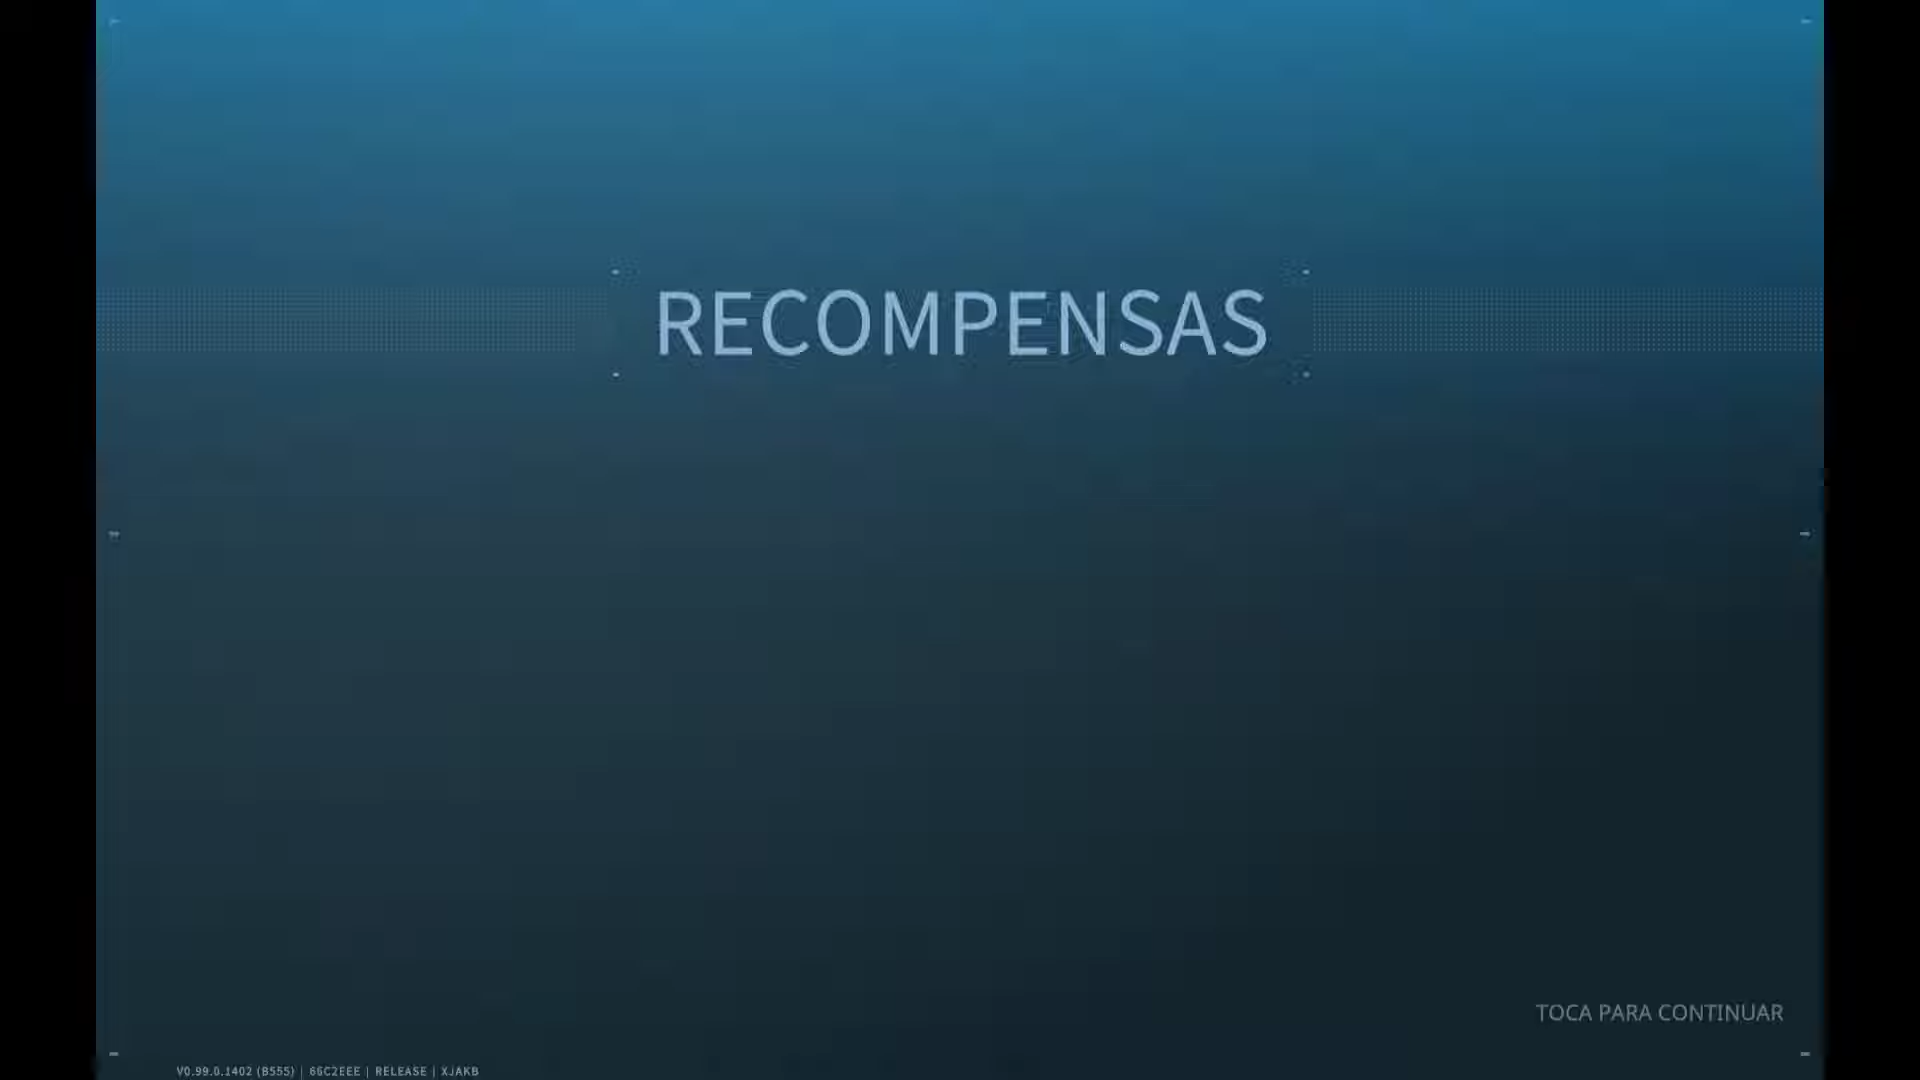 RECOMPENSAS
TOCA PARA CONTINUAR
V0.99.0.1402 (B555) | 66C2EEE | RELEASE | XJAKB